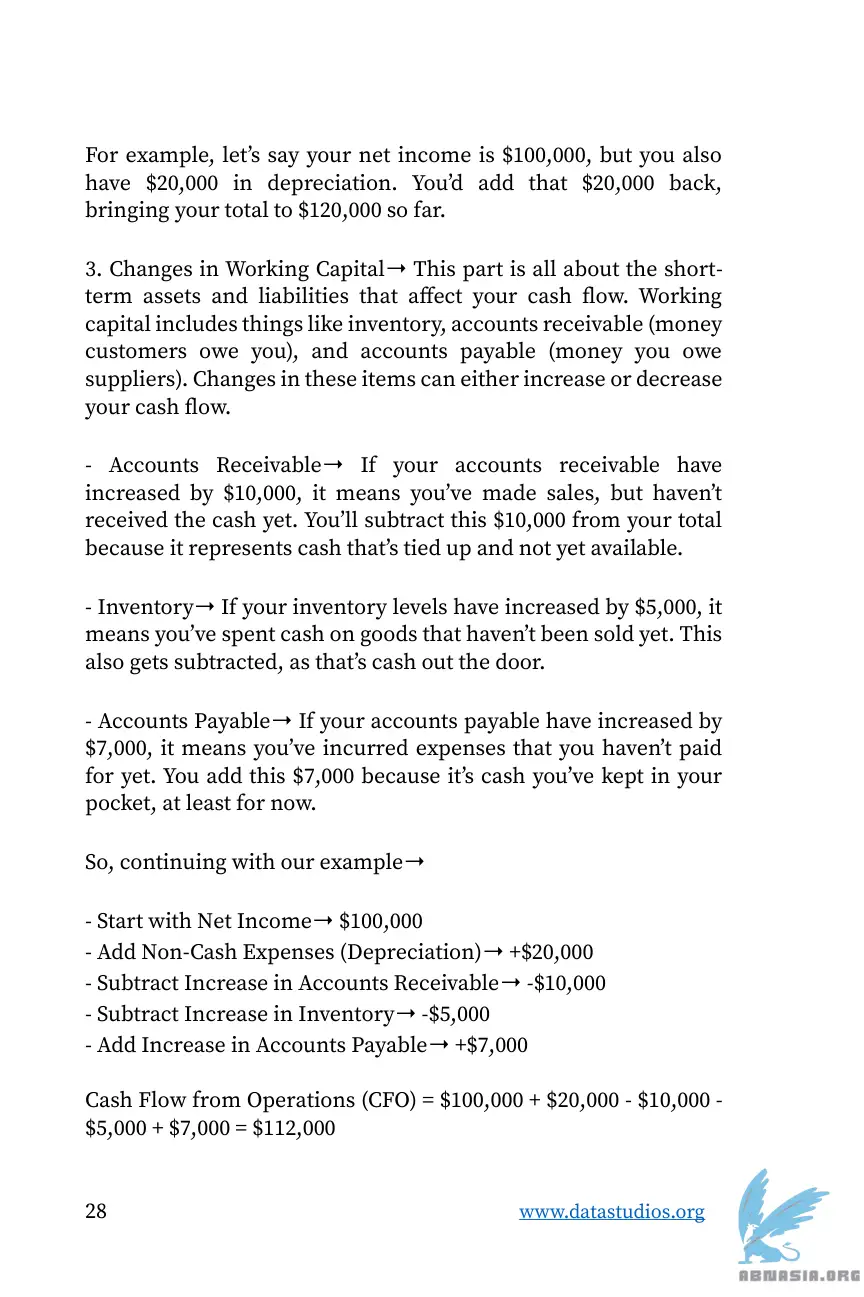 For example, let’s say your net income is $100,000, but you also
have $20,000 in depreciation. You’d add that $20,000 back,
bringing your total to $120,000 so far.
3. Changes in Working Capital→ This part is all about the short-
term assets and liabilities that affect your cash flow. Working
capital includes things like inventory, accounts receivable (money
customers owe you), and accounts payable (money you owe
suppliers). Changes in these items can either increase or decrease
your cash flow.
- Accounts Receivable→ If your accounts receivable have
increased by $10,000, it means you’ve made sales, but haven’t
received the cash yet. You’ll subtract this $10,000 from your total
because it represents cash that’s tied up and not yet available.
- Inventory→ If your inventory levels have increased by $5,000, it
means you’ve spent cash on goods that haven’t been sold yet. This
also gets subtracted, as that’s cash out the door.
- Accounts Payable→ If your accounts payable have increased by
$7,000, it means you’ve incurred expenses that you haven’t paid
for yet. You add this $7,000 because it’s cash you’ve kept in your
pocket, at least for now.
So, continuing with our example→
- Start with Net Income→ $100,000
- Add Non-Cash Expenses (Depreciation)→ +$20,000
- Subtract Increase in Accounts Receivable→ -$10,000
- Subtract Increase in Inventory→ -$5,000
- Add Increase in Accounts Payable→ +$7,000
Cash Flow from Operations (CFO) = $100,000 + $20,000 - $10,000 -
$5,000 + $7,000 = $112,000
28 www.datastudios.org
ABNASIA.ORG